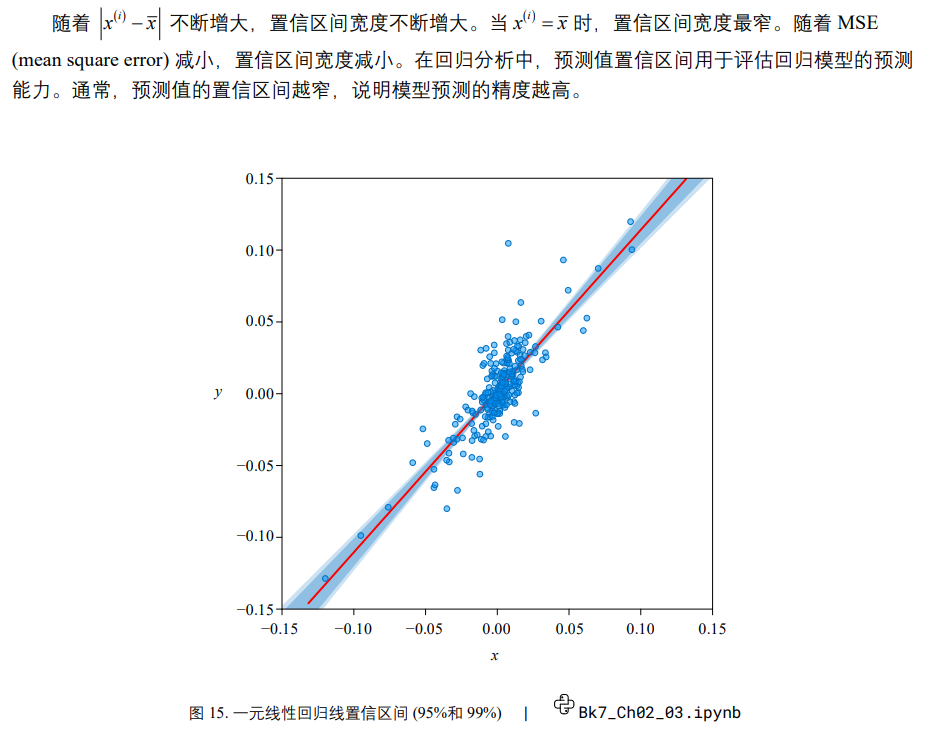 随着 |x⁽ⁱ⁾ − x̄| 不断增大，置信区间宽度不断增大。当 x⁽ⁱ⁾ = x̄ 时，置信区间宽度最窄。随着 MSE
(mean square error) 减小，置信区间宽度减小。在回归分析中，预测值置信区间用于评估回归模型的预测
能力。通常，预测值的置信区间越窄，说明模型预测的精度越高。
0.15
0.10
0.05
y
0.00
−0.05
−0.10
−0.15
−0.15 −0.10 −0.05 0.00 0.05 0.10 0.15
x
图 15. 一元线性回归线置信区间 (95%和 99%) | Bk7_Ch02_03.ipynb